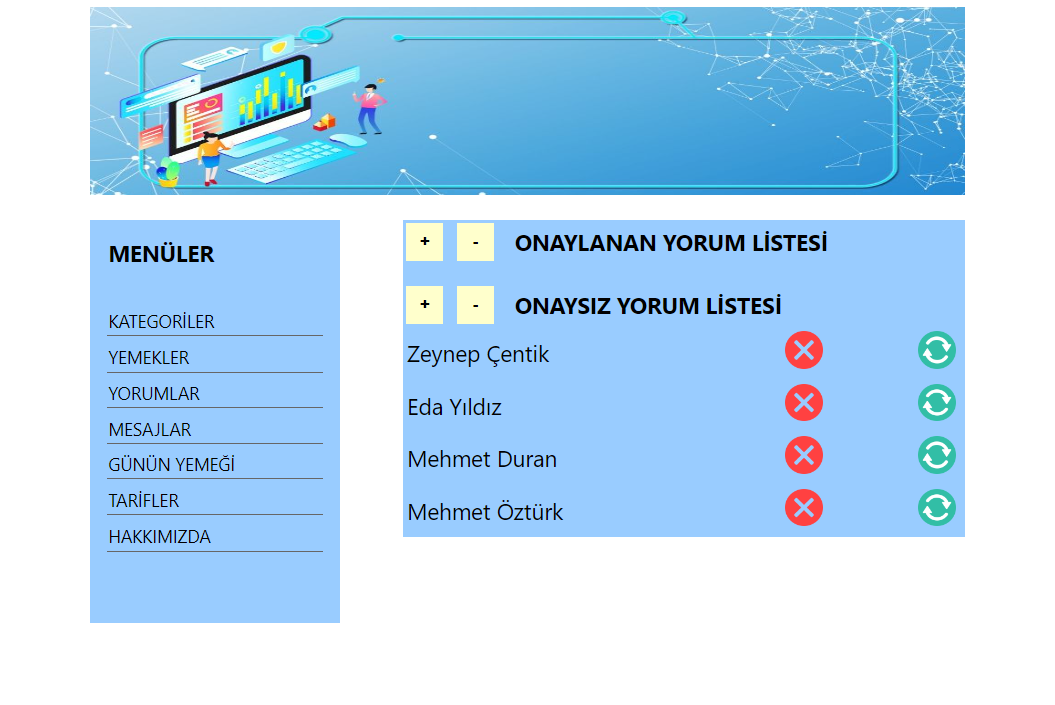 MENÜLER
KATEGORİLER
YEMEKLER
YORUMLAR
MESAJLAR
GÜNÜN YEMEĞİ
TARİFLER
HAKKIMIZDA
+ - ONAYLANAN YORUM LİSTESİ
+ - ONAYSIZ YORUM LİSTESİ
Zeynep Çentik
Eda Yıldız
Mehmet Duran
Mehmet Öztürk